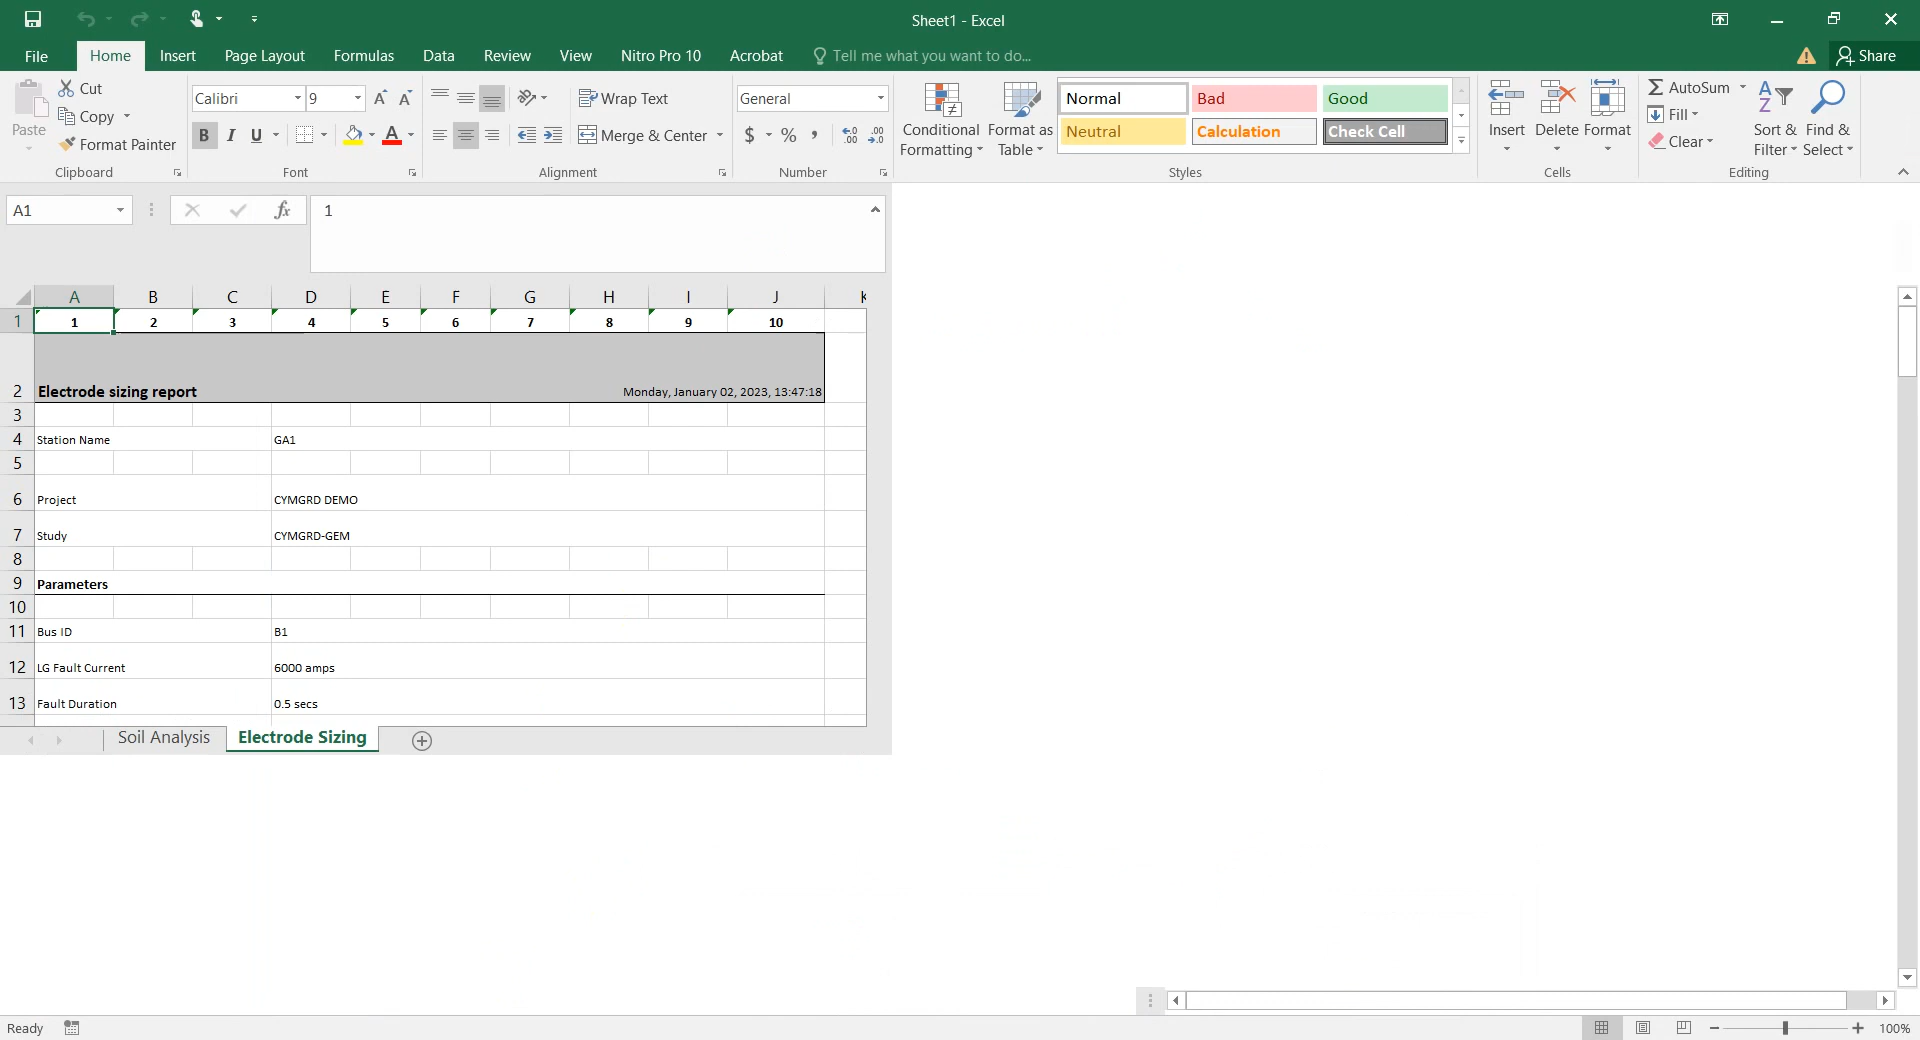 Sheet1 - Excel
File Home Insert Page Layout Formulas Data Review View Nitro Pro 10 Acrobat Tell me what you want to do... Share
Paste
Cut
Copy
Format Painter
Clipboard
Calibri 9
B I U
Font
Wrap Text
Merge & Center
Alignment
General
$ % ,
Number
Conditional Formatting
Format as Table
Normal Bad Good
Neutral Calculation Check Cell
Styles
Insert Delete Format
Cells
AutoSum
Fill
Clear
Sort & Filter
Find & Select
Editing
A1 fx 1
A B C D E F G H I J K
1 1 2 3 4 5 6 7 8 9 10
2 Electrode sizing report Monday, January 02, 2023, 13:47:18
3
4 Station Name GA1
5
6 Project CYMGRD DEMO
7 Study CYMGRD-GEM
8
9 Parameters
10
11 Bus ID B1
12 LG Fault Current 6000 amps
13 Fault Duration 0.5 secs
Soil Analysis Electrode Sizing
Ready 100%